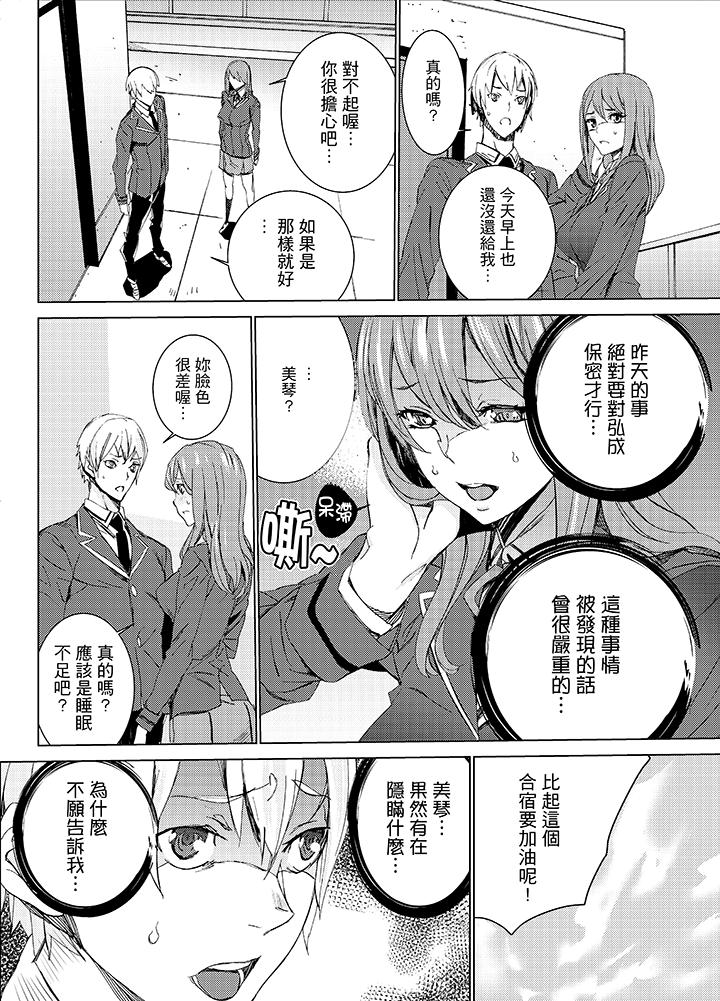 真的嗎？
今天早上也
還沒還給我…
對不起喔…
你很擔心吧…
如果是
那樣就好
…
昨天的事
絕對要對弘成
保密才行…
這種事情
被發現的話
會很嚴重的…
…
美琴？
呆滯
嘶～
妳臉色
很差喔…
真的嗎？
應該是睡眠
不足吧？
比起這個
合宿要加油呢！
美琴…
果然有在
隱瞞什麼…
為什麼
不願告訴我…